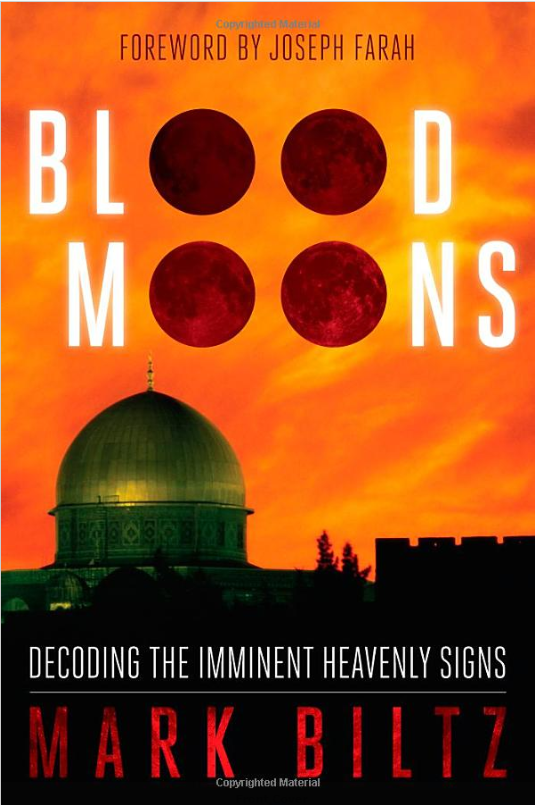 Copyrighted Material
FOREWORD BY JOSEPH FARAH
BLOOD
MOONS
DECODING THE IMMINENT HEAVENLY SIGNS
MARK BILTZ
Copyrighted Material